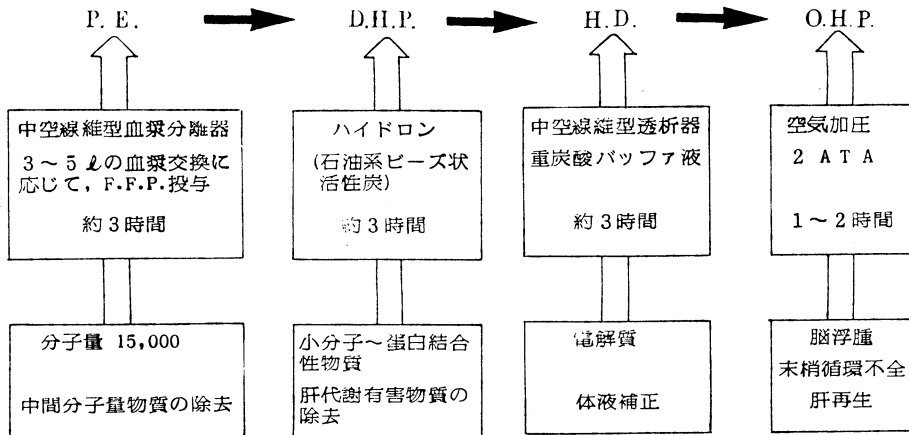 P. E.
D.H.P.
H.D.
O.H.P.
中空線維型血漿分離器
3～5ℓの血漿交換に
応じて，F.F.P.投与
約3時間
ハイドロン
(石油系ビーズ状
活性炭)
約3時間
中空線維型透析器
重炭酸バッファ液
約3時間
空気加圧
2 ATA
1～2時間
分子量 15,000
中間分子量物質の除去
小分子～蛋白結合
性物質
肝代謝有害物質の
除去
電解質
体液補正
脳浮腫
末梢循環不全
肝再生